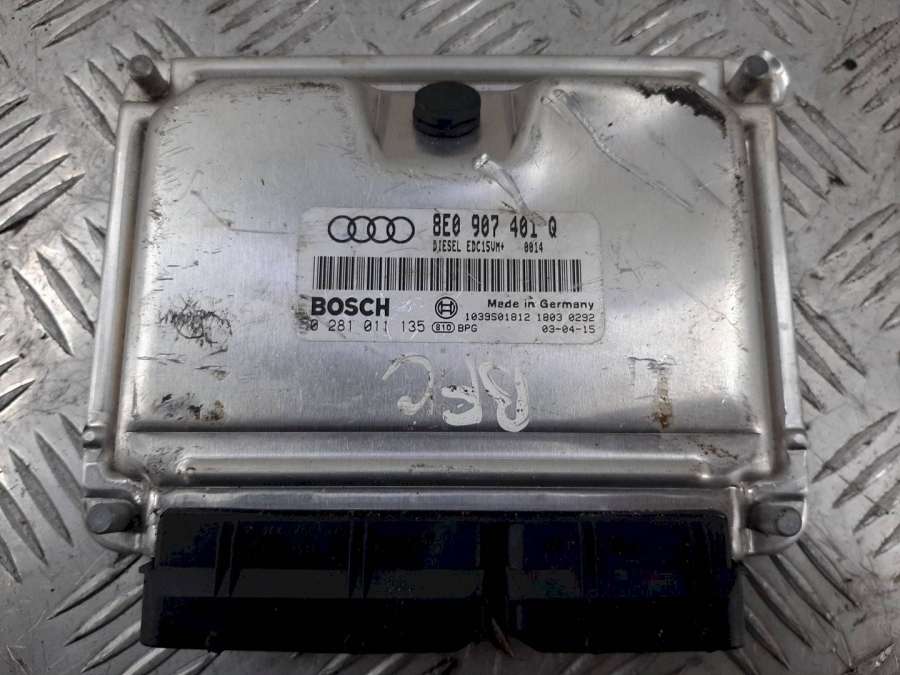 8E0 907 401 Q
DIESEL EDC15VM+ 0014
BOSCH Made in Germany
1039S01812 1803 0292
0 281 011 135 810 BPG 03-04-15